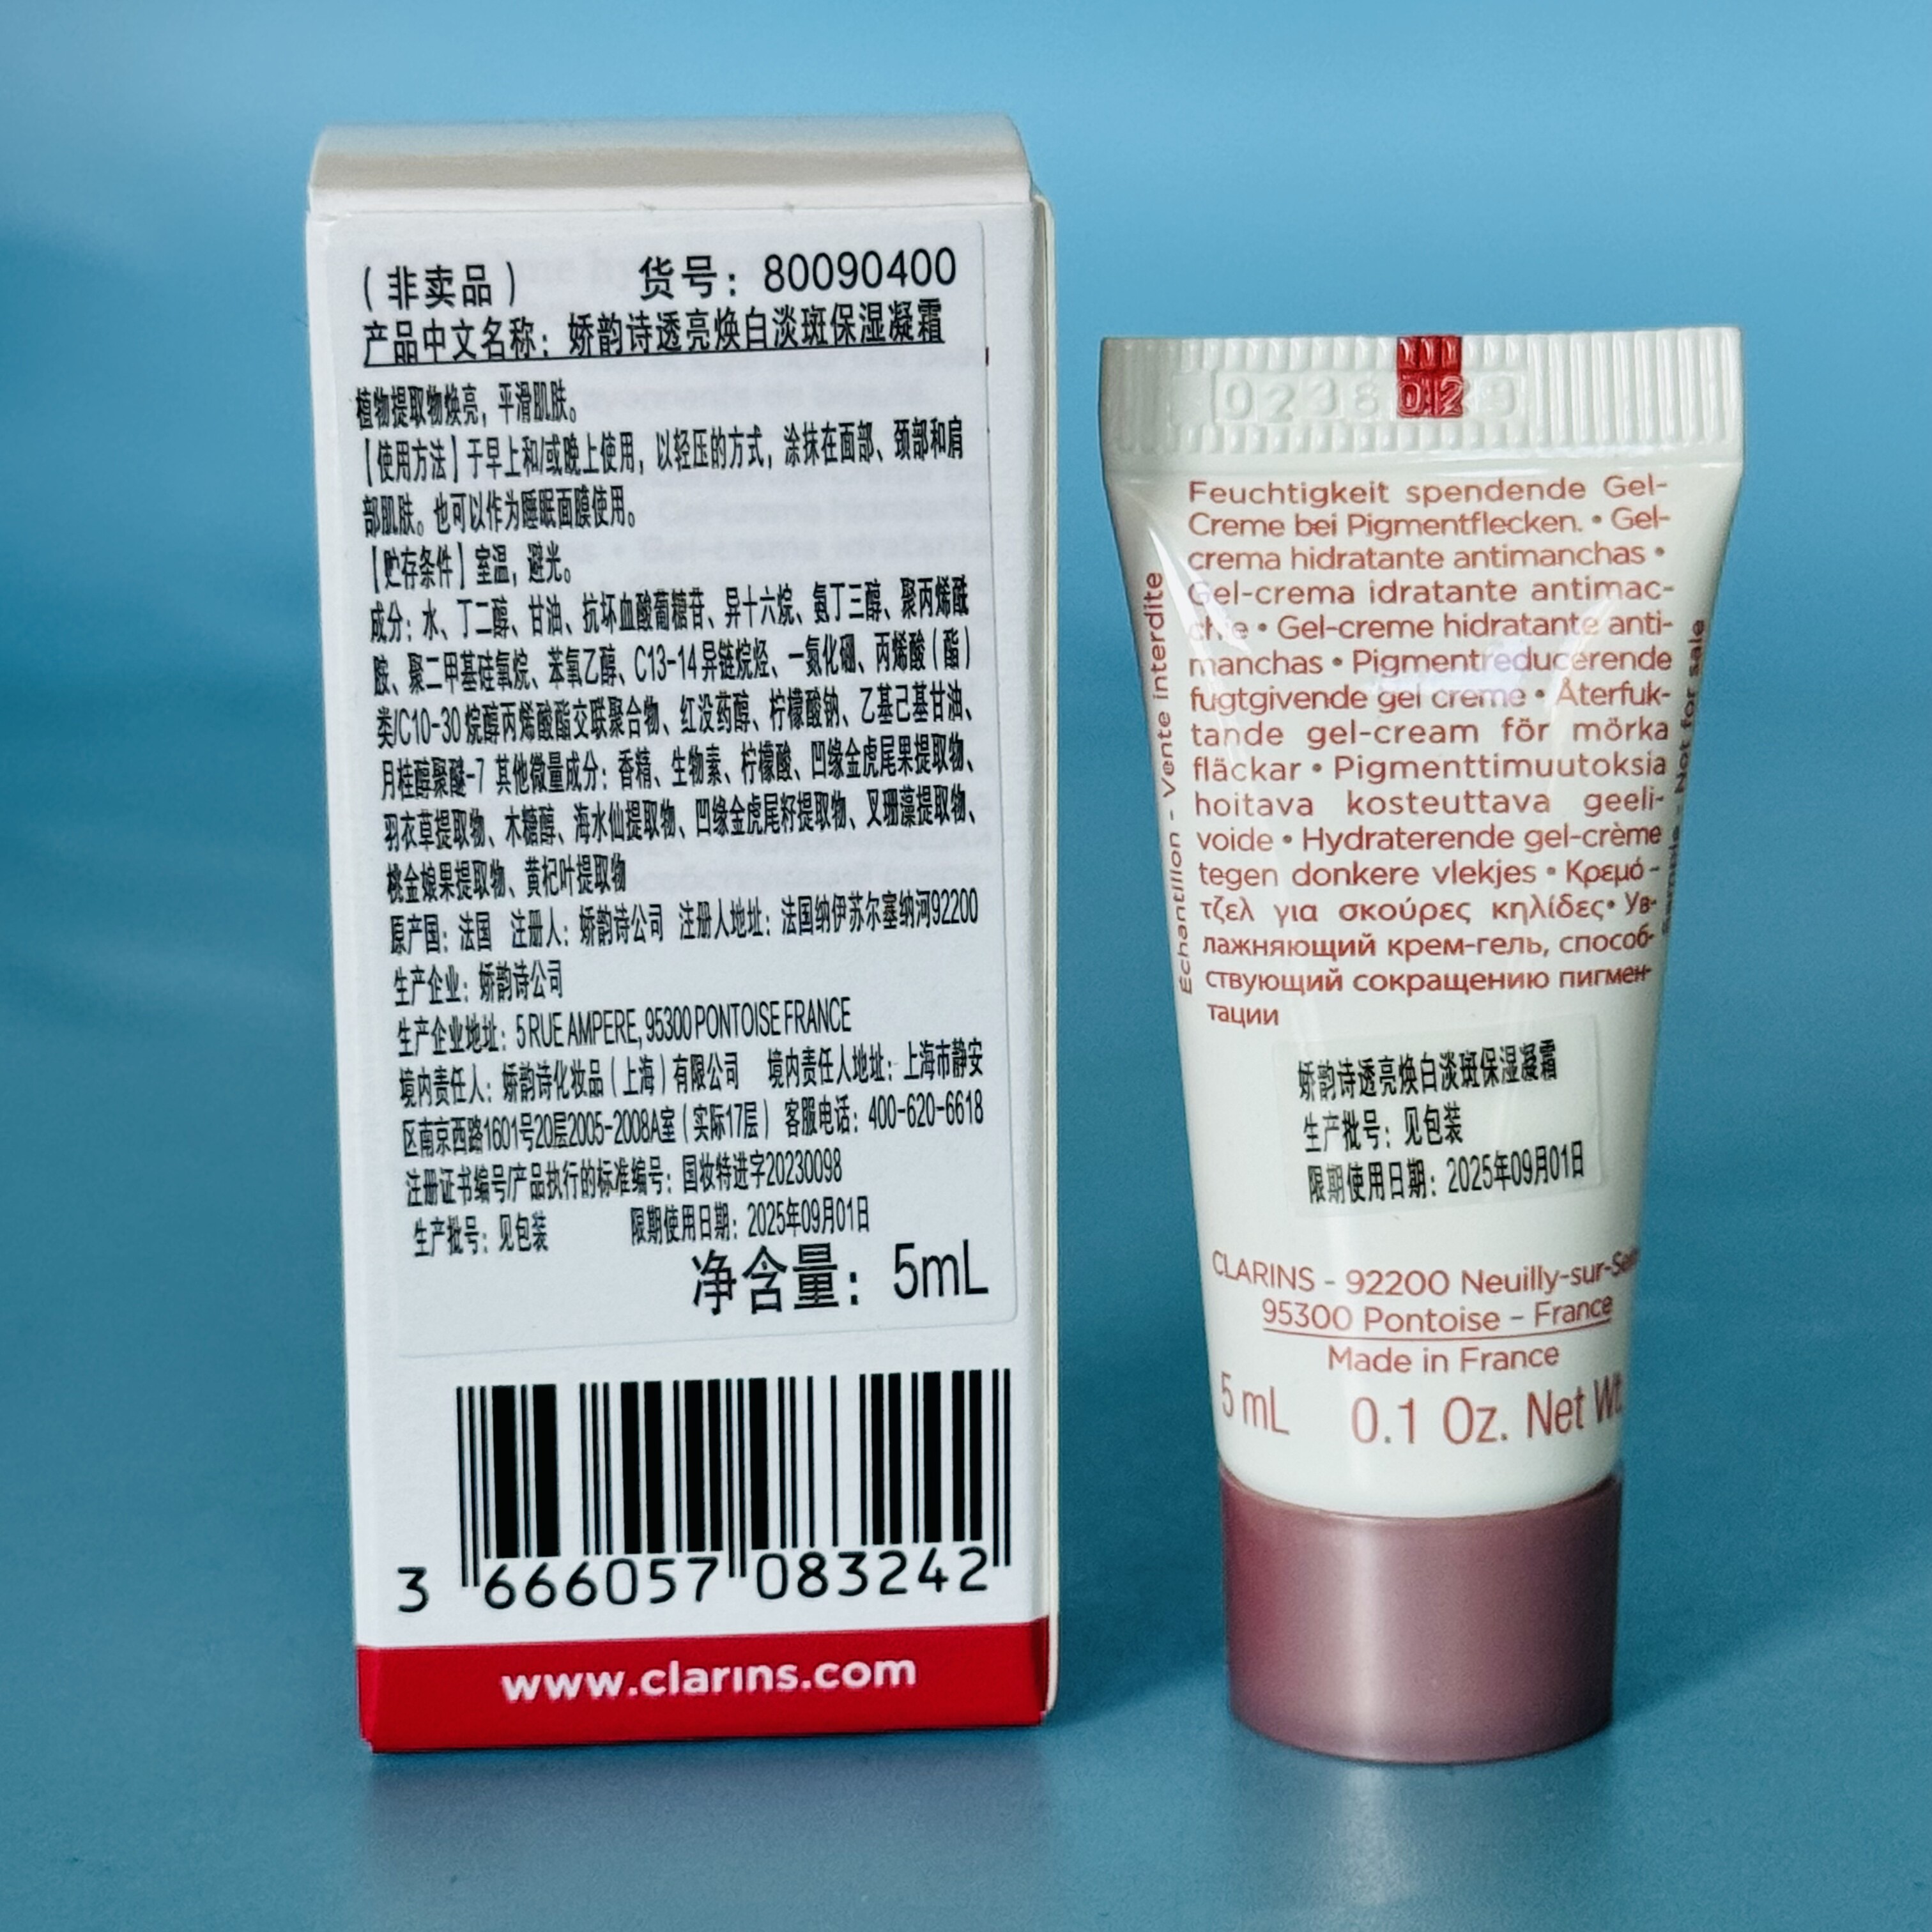 (非卖品) 货号: 80090400
产品中文名称: 娇韵诗透亮焕白淡斑保湿凝霜
植物提取物焕亮, 平滑肌肤。
【使用方法】于早上和/或晚上使用, 以轻压的方式, 涂抹在面部、颈部和肩
部肌肤。也可以作为睡眠面膜使用。
【贮存条件】室温, 避光。
成分: 水、丁二醇、甘油、抗坏血酸葡糖苷、异十六烷、氨丁三醇、聚丙烯酰
胺、聚二甲基硅氧烷、苯氧乙醇、C13-14异链烷烃、一氮化硼、丙烯酸(酯)
类/C10-30烷醇丙烯酸酯交联聚合物、红没药醇、柠檬酸钠、乙基己基甘油、
月桂醇聚醚-7 其他微量成分: 香精、生物素、柠檬酸、凹缘金虎尾果提取物、
羽衣草提取物、木糖醇、海水仙提取物、凹缘金虎尾籽提取物、叉珊藻提取物、
桃金娘果提取物、黄杞叶提取物
原产国: 法国 注册人: 娇韵诗公司 注册人地址: 法国纳伊苏尔塞纳河92200
生产企业: 娇韵诗公司
生产企业地址: 5 RUE AMPERE, 95300 PONTOISE FRANCE
境内责任人: 娇韵诗化妆品(上海)有限公司 境内责任人地址: 上海市静安
区南京西路1601号20层2005-2008A室(实际17层) 客服电话: 400-620-6618
注册证书编号/产品执行的标准编号: 国妆特进字20230098
生产批号: 见包装 限期使用日期: 2025年09月01日
净含量: 5mL
3 666057 083242
www.clarins.com
Feuchtigkeit spendende Gel-
Creme bei Pigmentflecken. • Gel-
crema hidratante antimanchas •
Gel-crema idratante antimac-
chie • Gel-creme hidratante anti-
manchas • Pigmentreducerende
fugtgivende gel creme • Återfuk-
tande gel-cream för mörka
fläckar • Pigmenttimuutoksia
hoitava kosteuttava geeli-
voide • Hydraterende gel-crème
tegen donkere vlekjes • Κρεμό-
τζελ για σκούρες κηλίδες• Ув-
лажняющий крем-гель, способ-
ствующий сокращению пигмен-
тации
Échantillon - Vente interdite
- Not for sale
娇韵诗透亮焕白淡斑保湿凝霜
生产批号: 见包装
限期使用日期: 2025年09月01日
CLARINS - 92200 Neuilly-sur-Seine
95300 Pontoise - France
Made in France
5 mL 0.1 Oz. Net Wt.